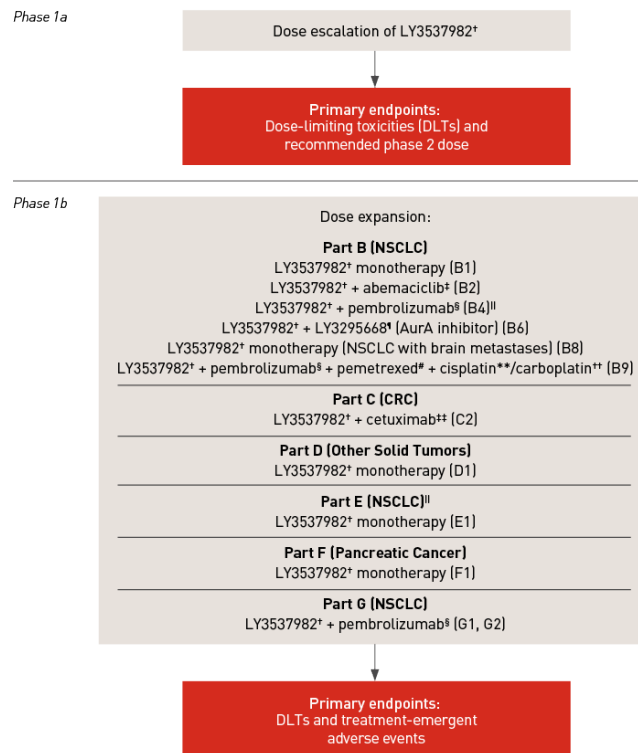 Phase 1a
Dose escalation of LY3537982†
Primary endpoints:
Dose-limiting toxicities (DLTs) and
recommended phase 2 dose
Phase 1b
Dose expansion:
Part B (NSCLC)
LY3537982† monotherapy (B1)
LY3537982† + abemaciclib‡ (B2)
LY3537982† + pembrolizumab§ (B4)||
LY3537982† + LY3295668¶ (AurA inhibitor) (B6)
LY3537982† monotherapy (NSCLC with brain metastases) (B8)
LY3537982† + pembrolizumab§ + pemetrexed# + cisplatin**/carboplatin†† (B9)
Part C (CRC)
LY3537982† + cetuximab‡‡ (C2)
Part D (Other Solid Tumors)
LY3537982† monotherapy (D1)
Part E (NSCLC)||
LY3537982† monotherapy (E1)
Part F (Pancreatic Cancer)
LY3537982† monotherapy (F1)
Part G (NSCLC)
LY3537982† + pembrolizumab§ (G1, G2)
Primary endpoints:
DLTs and treatment-emergent
adverse events